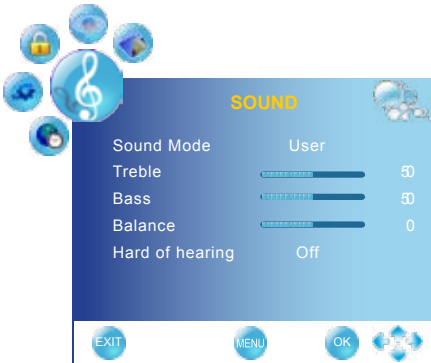 SOUND
Sound Mode User
Treble 50
Bass 50
Balance 0
Hard of hearing Off
EXIT MENU OK